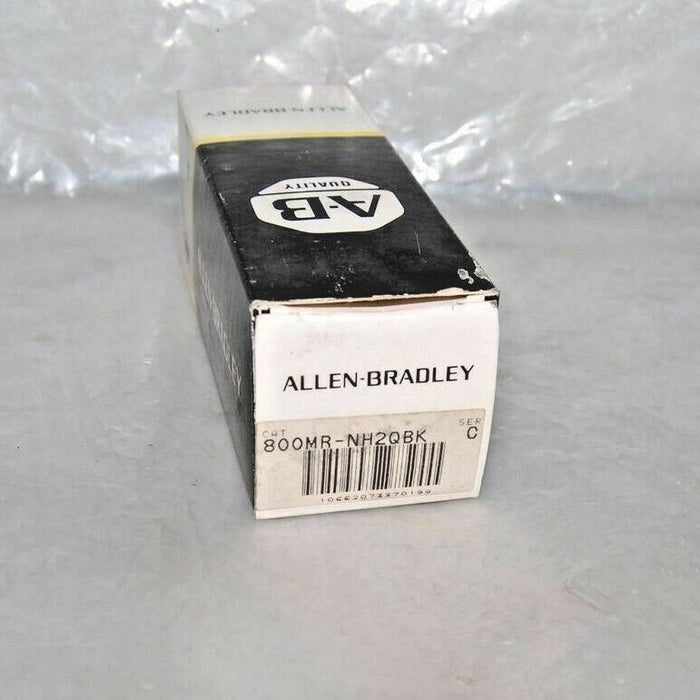 ALLEN-BRADLEY
A-B
QUALITY
ALLEN-BRADLEY
CAT
SER
800MR-NH2QBK
C